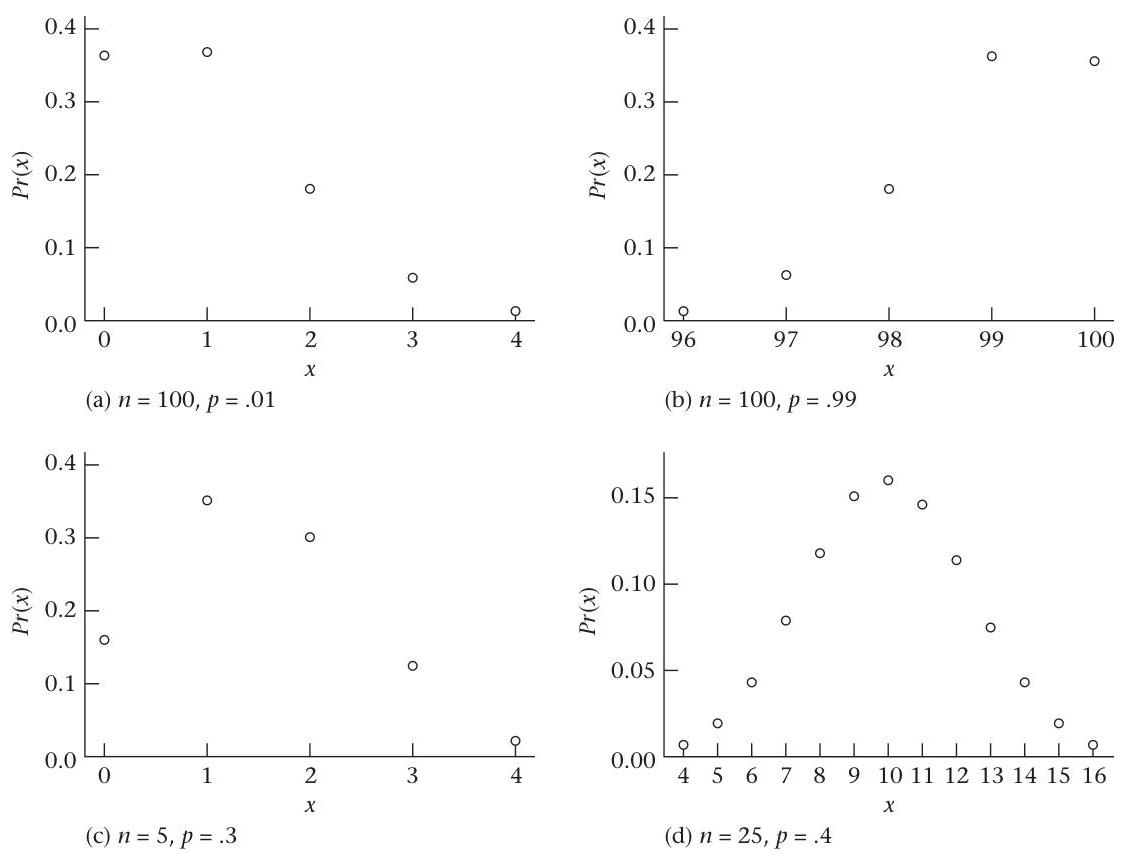 0.4
0.3
0.2
0.1
0.0
Pr(x)
0 1 2 3 4
x
(a) n = 100, p = .01
0.4
0.3
0.2
0.1
0.0
Pr(x)
96 97 98 99 100
x
(b) n = 100, p = .99
0.4
0.3
0.2
0.1
0.0
Pr(x)
0 1 2 3 4
x
(c) n = 5, p = .3
0.15
0.10
0.05
0.00
Pr(x)
4 5 6 7 8 9 10 11 12 13 14 15 16
x
(d) n = 25, p = .4